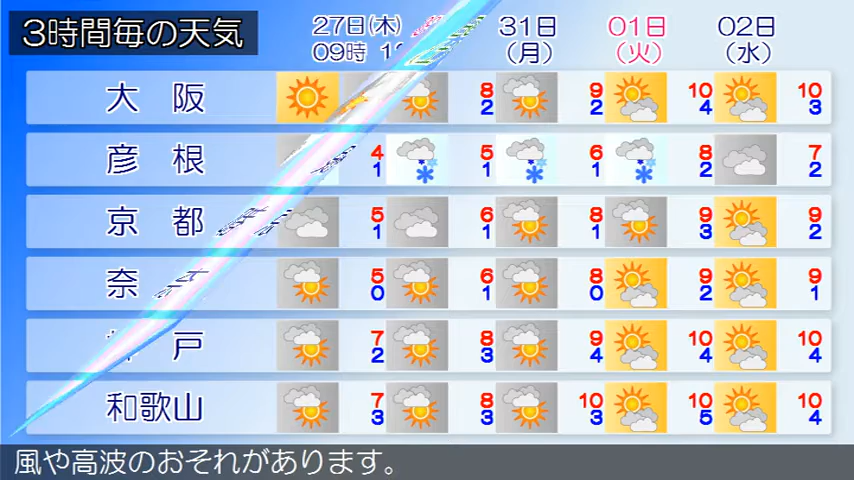 3時間毎の天気
27日(木) 31日 01日 02日
09時 (月) (火) (水)
大阪 8 2 9 2 10 4 10 3
彦根 4 1 5 1 6 1 8 2 7 2
京都 5 1 6 1 8 1 9 3 9 2
奈 5 0 6 1 8 0 9 2 9 1
戸 7 2 8 3 9 4 10 4 10 4
和歌山 7 3 8 3 10 3 10 5 10 4
風や高波のおそれがあります。